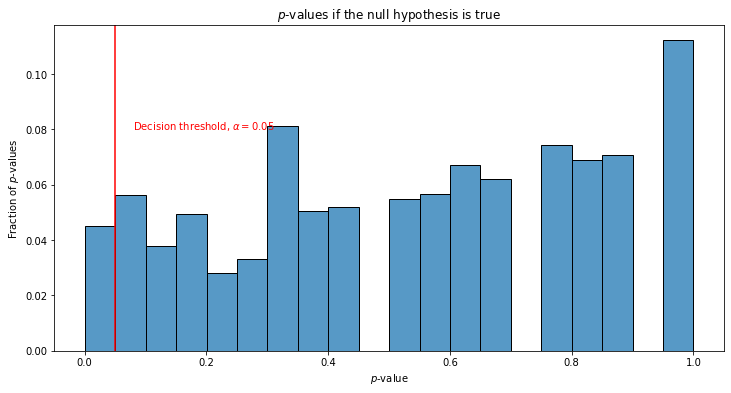 p-values if the null hypothesis is true
Fraction of p-values
0.10
0.08
0.06
0.04
0.02
0.00
Decision threshold, α = 0.05
0.0 0.2 0.4 0.6 0.8 1.0
p-value